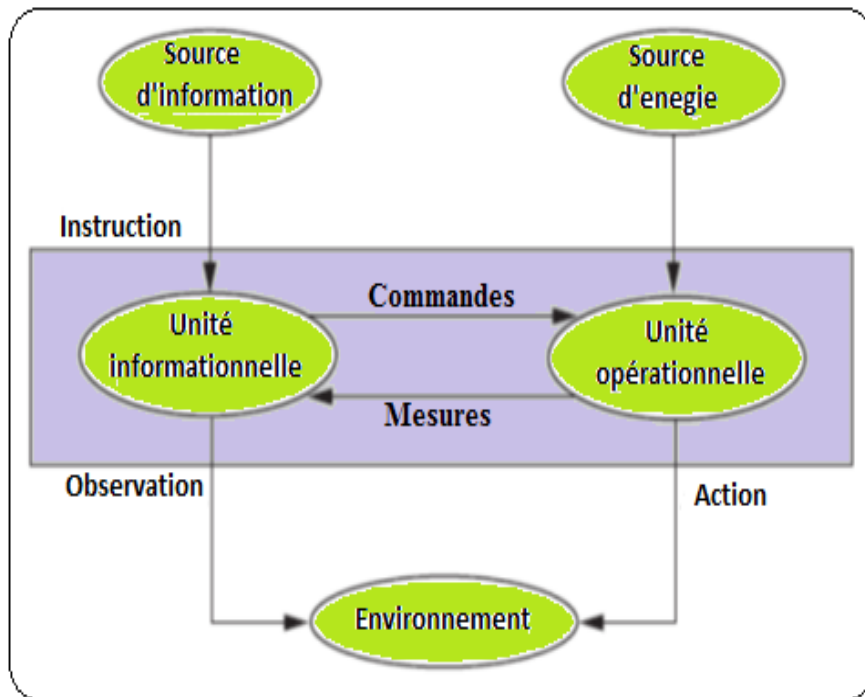 Source
d'information
Source
d'enegie
Instruction
Commandes
Unité
informationnelle
Unité
opérationnelle
Mesures
Observation
Action
Environnement